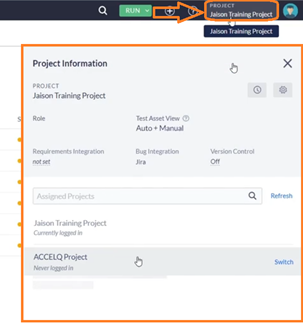 RUN
PROJECT
Jaison Training Project
Jaison Training Project
Project Information
PROJECT
Jaison Training Project
Role
Test Asset View
Auto + Manual
Requirements Integration
not set
Bug Integration
Jira
Version Control
Off
Assigned Projects
Refresh
Jaison Training Project
Currently logged in
ACCELQ Project
Never logged in
Switch